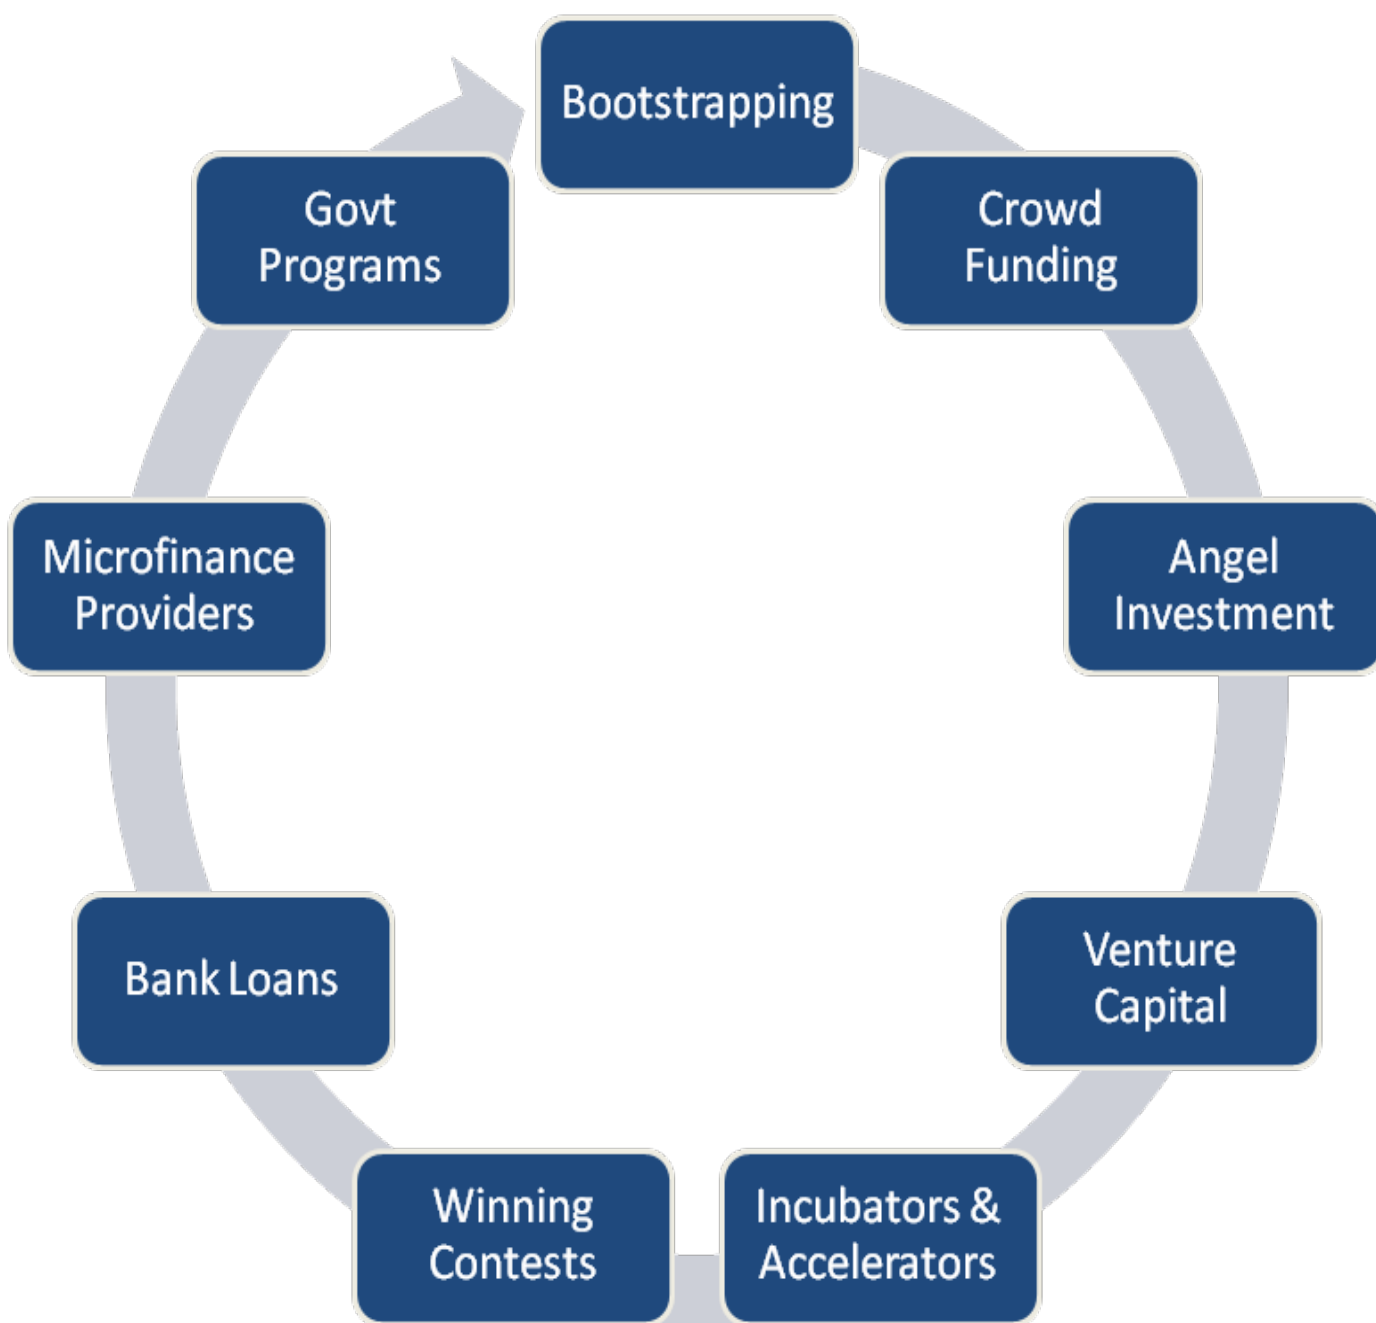 Bootstrapping
Crowd
Funding
Angel
Investment
Venture
Capital
Incubators &
Accelerators
Winning
Contests
Bank Loans
Microfinance
Providers
Govt
Programs